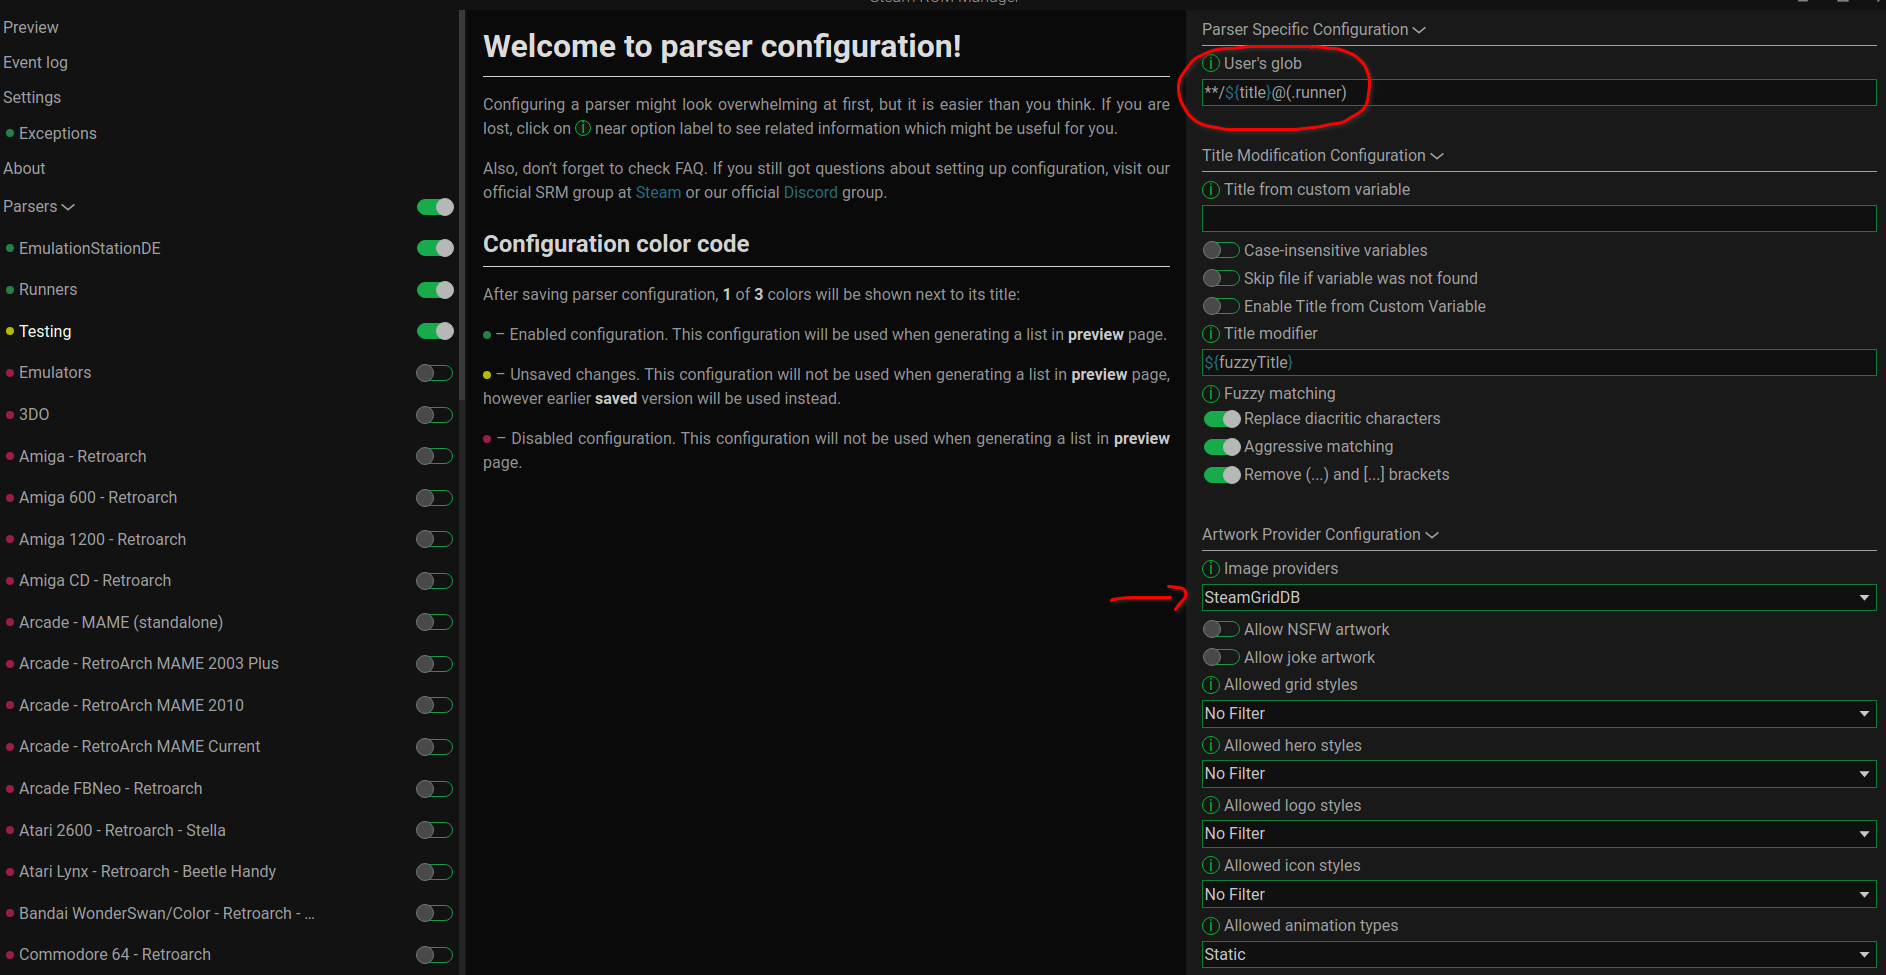 Steam ROM Manager
Preview
Event log
Settings
Exceptions
About
Parsers
EmulationStationDE
Runners
Testing
Emulators
3DO
Amiga - Retroarch
Amiga 600 - Retroarch
Amiga 1200 - Retroarch
Amiga CD - Retroarch
Arcade - MAME (standalone)
Arcade - RetroArch MAME 2003 Plus
Arcade - RetroArch MAME 2010
Arcade - RetroArch MAME Current
Arcade FBNeo - Retroarch
Atari 2600 - Retroarch - Stella
Atari Lynx - Retroarch - Beetle Handy
Bandai WonderSwan/Color - Retroarch - ...
Commodore 64 - Retroarch
Welcome to parser configuration!
Configuring a parser might look overwhelming at first, but it is easier than you think. If you are
lost, click on ⓘ near option label to see related information which might be useful for you.
Also, don’t forget to check FAQ. If you still got questions about setting up configuration, visit our
official SRM group at Steam or our official Discord group.
Configuration color code
After saving parser configuration, 1 of 3 colors will be shown next to its title:
– Enabled configuration. This configuration will be used when generating a list in preview page.
– Unsaved changes. This configuration will not be used when generating a list in preview page,
however earlier saved version will be used instead.
– Disabled configuration. This configuration will not be used when generating a list in preview
page.
Parser Specific Configuration
User's glob
**/${title}@(.runner)
Title Modification Configuration
Title from custom variable
Case-insensitive variables
Skip file if variable was not found
Enable Title from Custom Variable
Title modifier
${fuzzyTitle}
Fuzzy matching
Replace diacritic characters
Aggressive matching
Remove (...) and [...] brackets
Artwork Provider Configuration
Image providers
SteamGridDB
Allow NSFW artwork
Allow joke artwork
Allowed grid styles
No Filter
Allowed hero styles
No Filter
Allowed logo styles
No Filter
Allowed icon styles
No Filter
Allowed animation types
Static